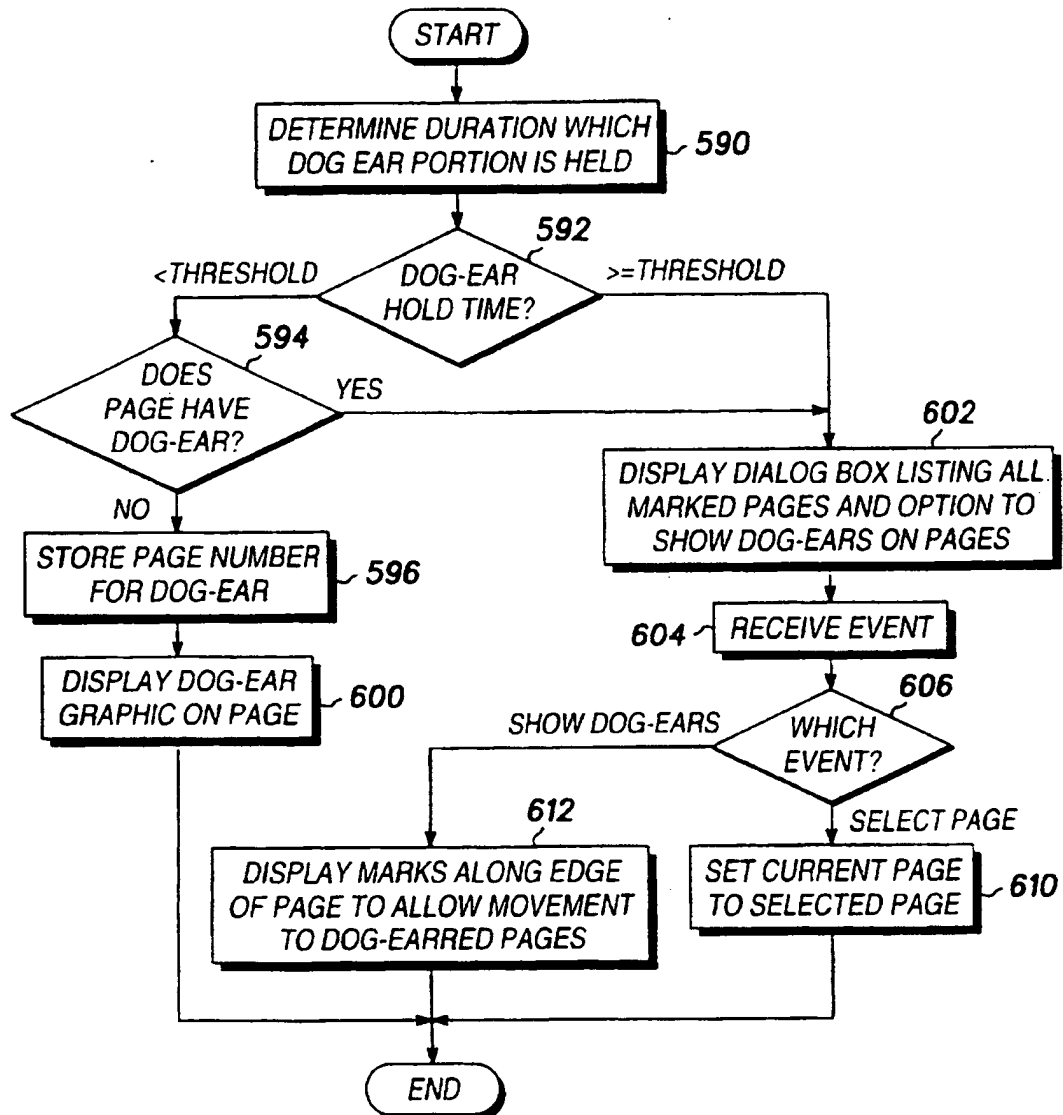 START
DETERMINE DURATION WHICH
DOG EAR PORTION IS HELD
590
592
<THRESHOLD
DOG-EAR
HOLD TIME?
>=THRESHOLD
594
DOES
PAGE HAVE
DOG-EAR?
YES
NO
602
DISPLAY DIALOG BOX LISTING ALL
MARKED PAGES AND OPTION TO
SHOW DOG-EARS ON PAGES
STORE PAGE NUMBER
FOR DOG-EAR
596
604
RECEIVE EVENT
DISPLAY DOG-EAR
GRAPHIC ON PAGE
600
606
SHOW DOG-EARS
WHICH
EVENT?
SELECT PAGE
612
DISPLAY MARKS ALONG EDGE
OF PAGE TO ALLOW MOVEMENT
TO DOG-EARRED PAGES
SET CURRENT PAGE
TO SELECTED PAGE
610
END